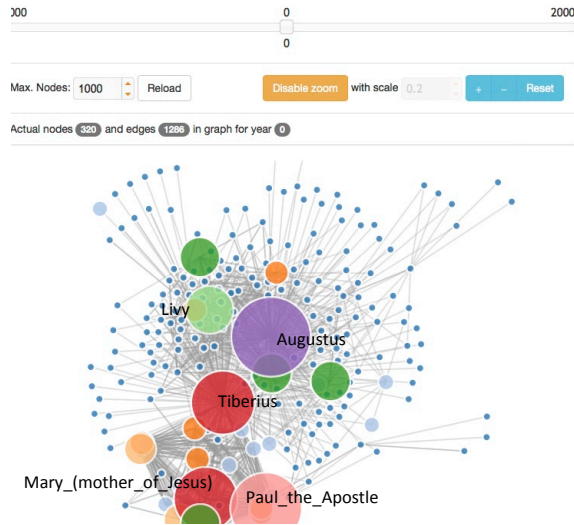 000 0 2000
0
Max. Nodes: 1000 Reload Disable zoom with scale 0.2 + − Reset
Actual nodes 320 and edges 1286 in graph for year 0
Livy
Augustus
Tiberius
Mary_(mother_of_Jesus)
Paul_the_Apostle